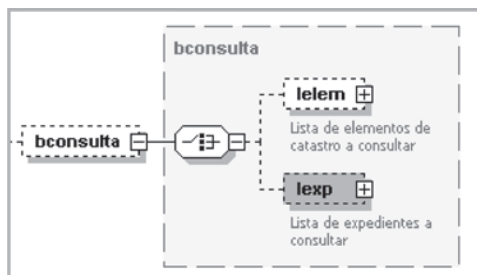 bconsulta
lelem
Lista de elementos de
catastro a consultar
bconsulta
lexp
Lista de expedientes a
consultar